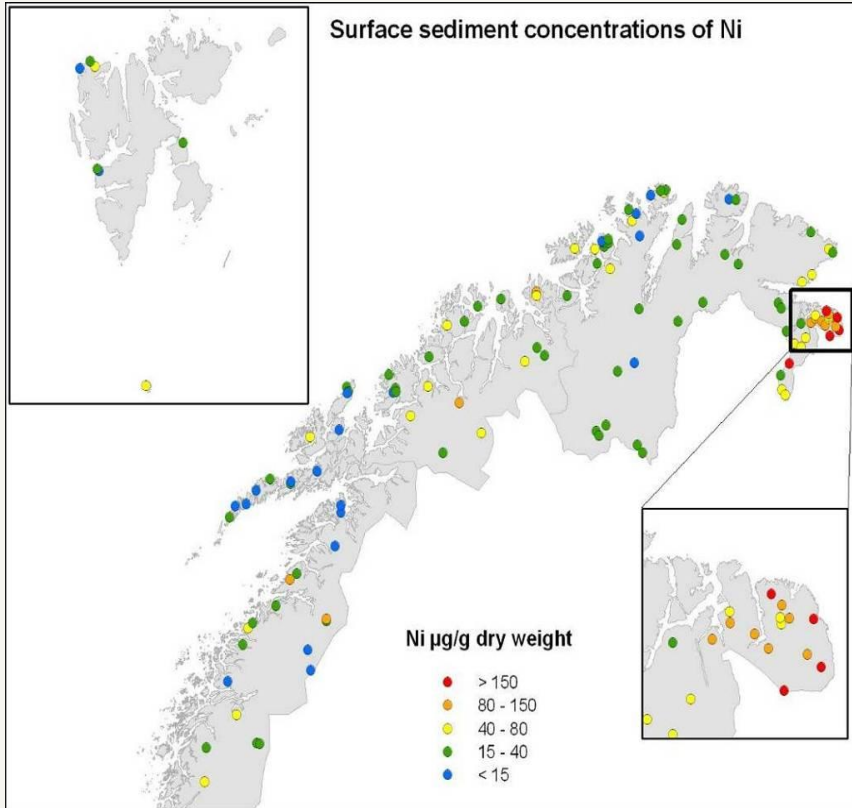 Surface sediment concentrations of Ni
Ni µg/g dry weight
> 150
80 - 150
40 - 80
15 - 40
< 15